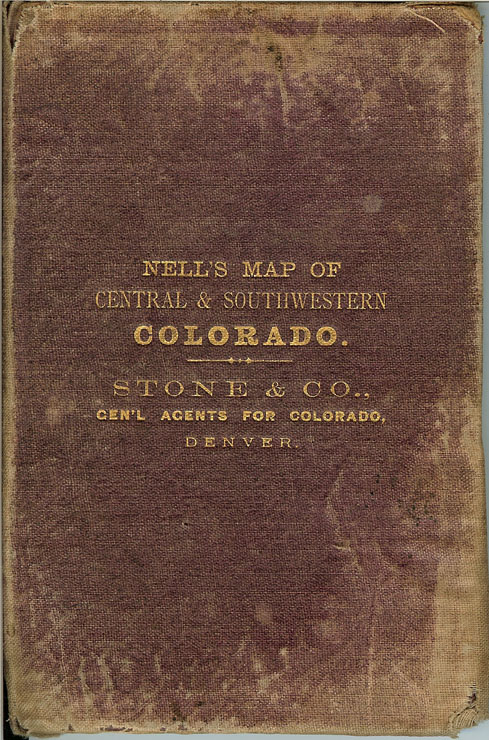 NELL'S MAP OF
CENTRAL & SOUTHWESTERN
COLORADO.
STONE & CO.,
GEN'L AGENTS FOR COLORADO,
DENVER.